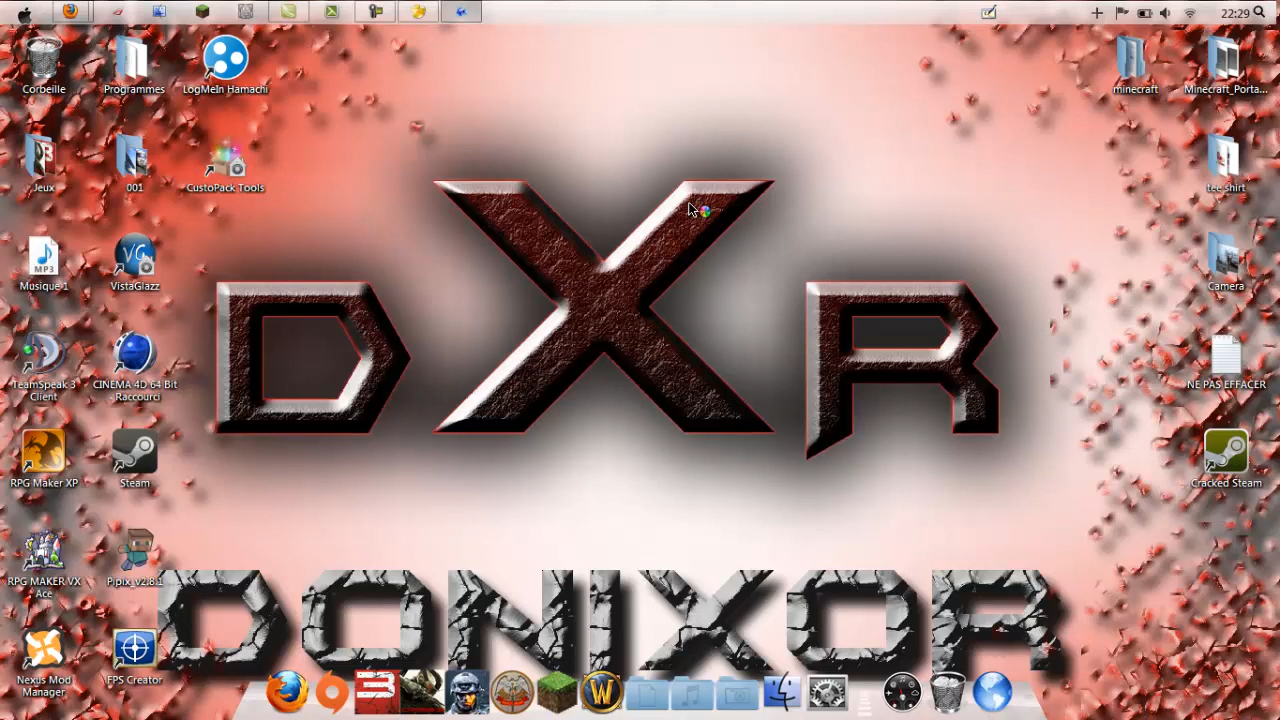 22:29
Corbeille
Programmes
LogMeIn Hamachi
minecraft
Minecraft_Porta...
Jeux
001
CustoPack Tools
tee shirt
MP3
Musique 1
VistaGlazz
Camera
TeamSpeak 3
Client
CINEMA 4D 64 Bit
- Raccourci
NE PAS EFFACER
RPG Maker XP
Steam
Cracked Steam
RPG MAKER VX
Ace
Pipix_v2.8.1
Nexus Mod
Manager
FPS Creator
DXR
DONIXOR